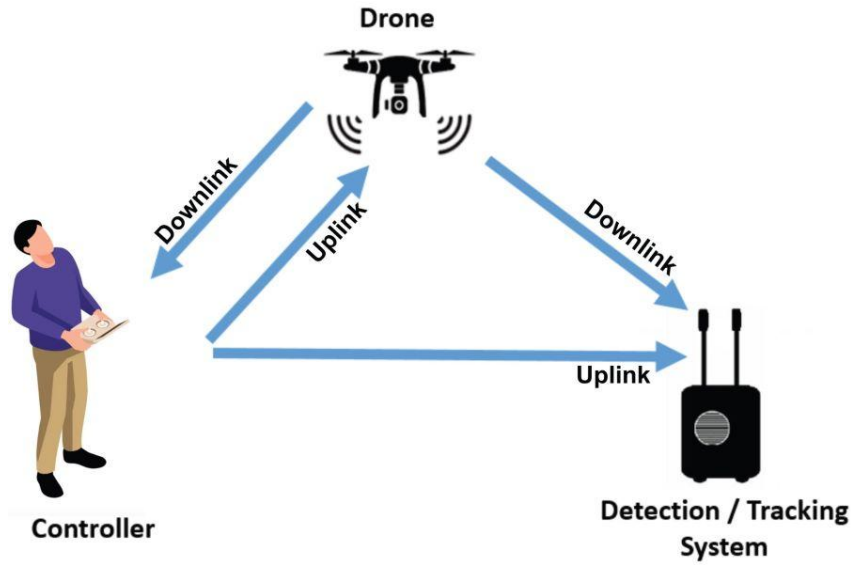 Drone
Downlink
Uplink
Downlink
Uplink
Controller
Detection / Tracking
System